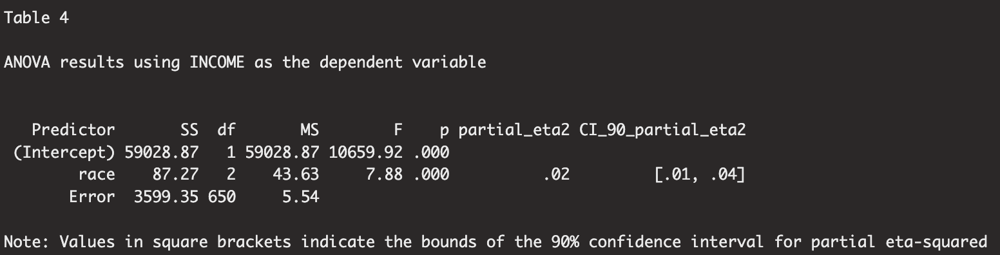 Table 4
ANOVA results using INCOME as the dependent variable
Predictor SS df MS F p partial_eta2 CI_90_partial_eta2
(Intercept) 59028.87 1 59028.87 10659.92 .000
race 87.27 2 43.63 7.88 .000 .02 [.01, .04]
Error 3599.35 650 5.54
Note: Values in square brackets indicate the bounds of the 90% confidence interval for partial eta-squared